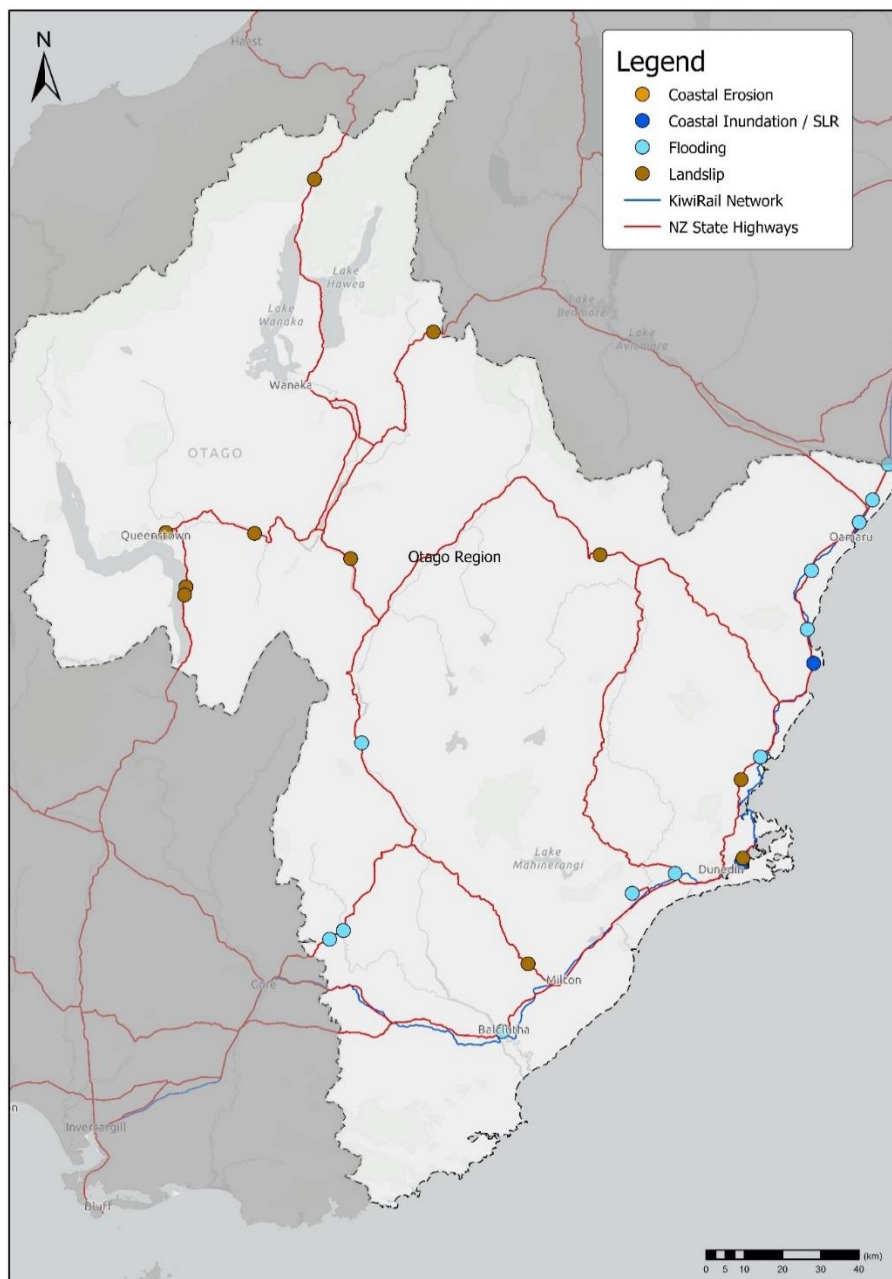 N
Haast
Legend
Coastal Erosion
Coastal Inundation / SLR
Flooding
Landslip
KiwiRail Network
NZ State Highways
Lake
Hawea
Lake
Wanaka
Lake
Benmore
Lake
Aviemore
Wanaka
OTAGO
Queenstown
Otago Region
Oamaru
Lake
Mahinerangi
Dunedin
Gore
Milton
Balclutha
n
Invercargill
Bluff
(km)
0 5 10 20 30 40